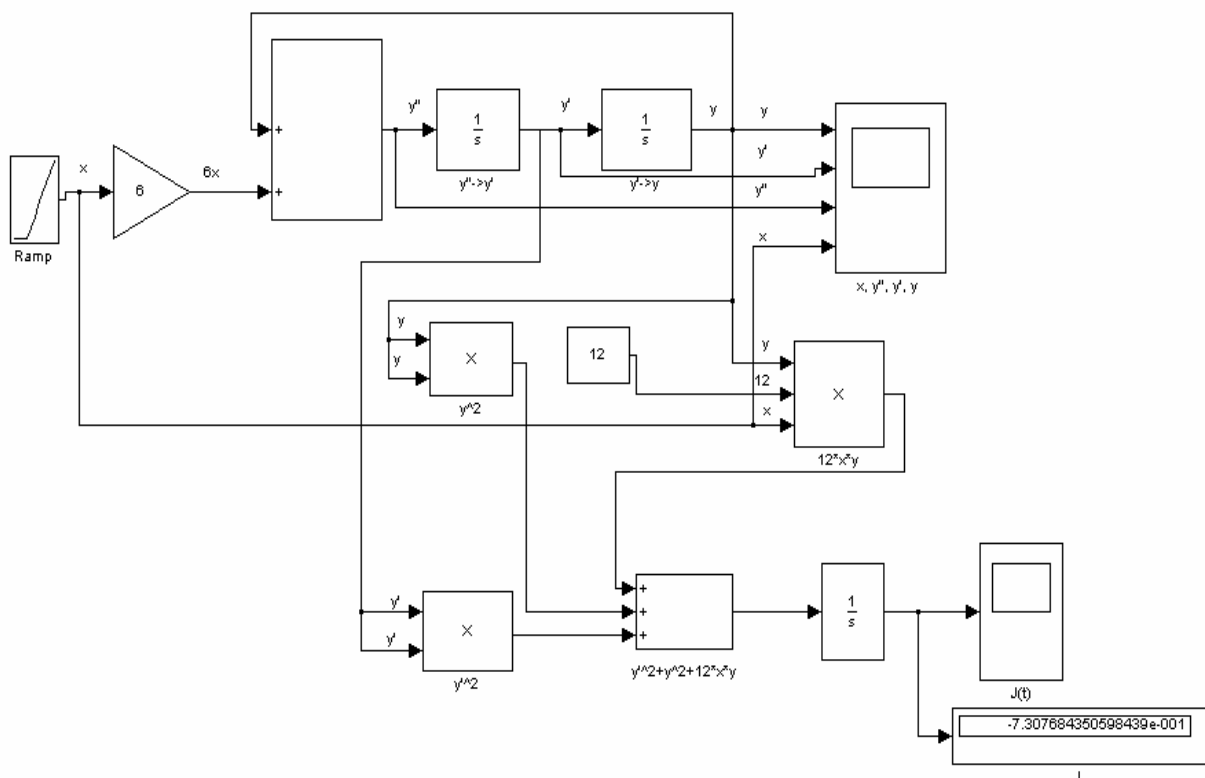 y''
y'
y
y
x
6x
+
1
s
1
s
6
y'
+
y''->y'
y'->y
y''
Ramp
x
x, y'', y', y
y
y
X
12
y
12
x
X
y^2
12*x*y
+
+
+
1
s
y'
y'
X
y'^2
y'^2+y^2+12*x*y
J(t)
-7.307684350598439e-001